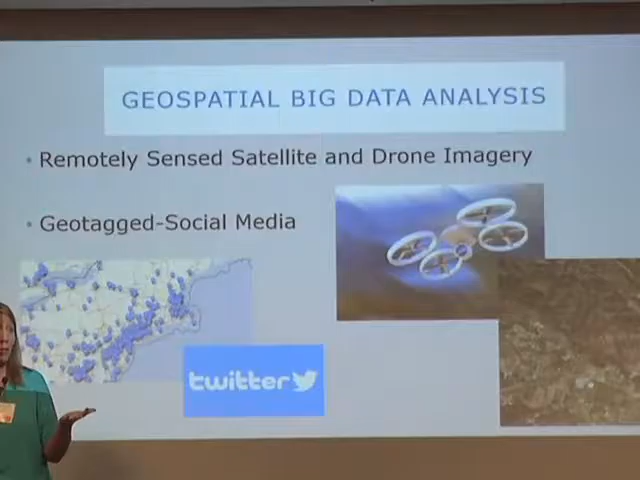 GEOSPATIAL BIG DATA ANALYSIS
• Remotely Sensed Satellite and Drone Imagery
• Geotagged-Social Media
twitter